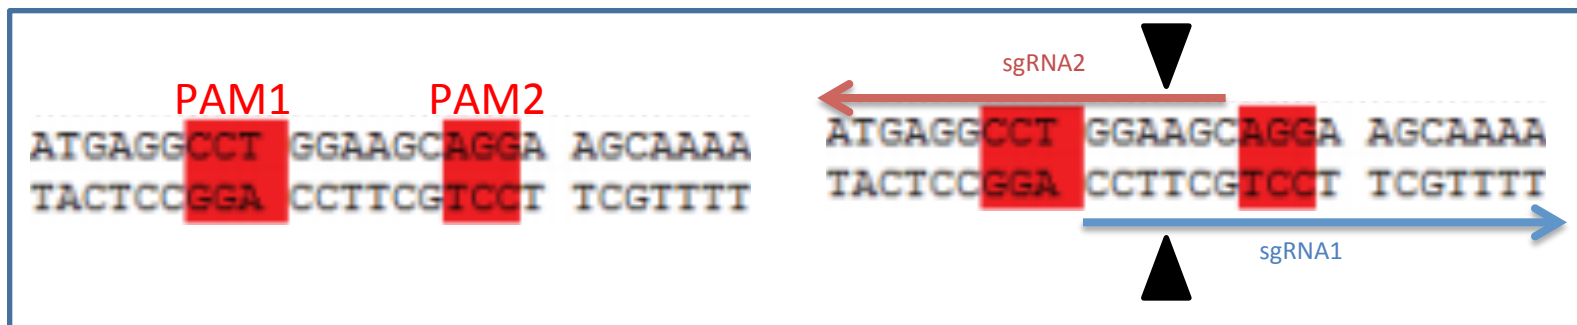 PAM1 PAM2
ATGAGGCCT GGAAGCAGGA AGCAAAA
TACTCCGGA CCTTCGTCCT TCGTTTT
sgRNA2
ATGAGGCCT GGAAGCAGGA AGCAAAA
TACTCCGGA CCTTCGTCCT TCGTTTT
sgRNA1